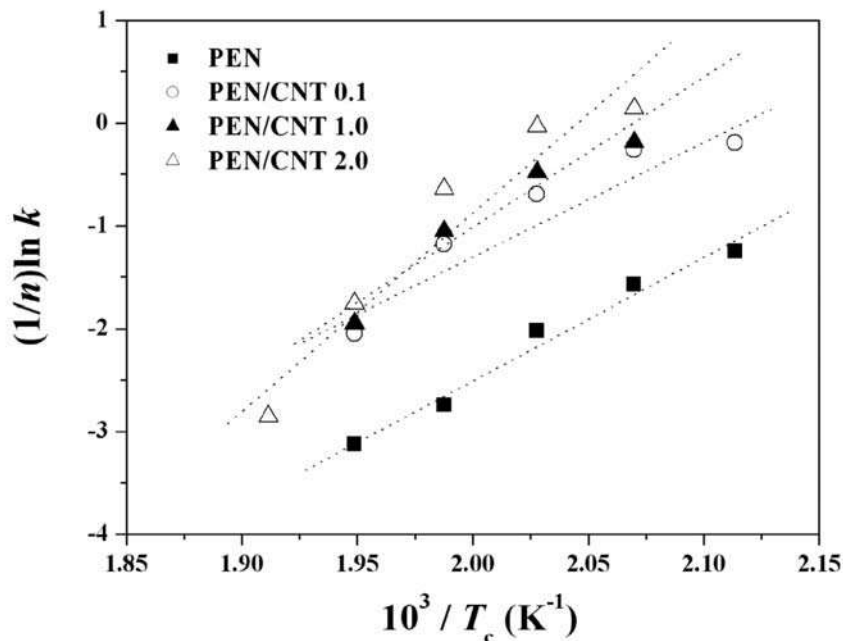 1
0
-1
-2
-3
-4
(1/n)ln k
PEN
PEN/CNT 0.1
PEN/CNT 1.0
PEN/CNT 2.0
1.85 1.90 1.95 2.00 2.05 2.10 2.15
10³ / Tc (K⁻¹)